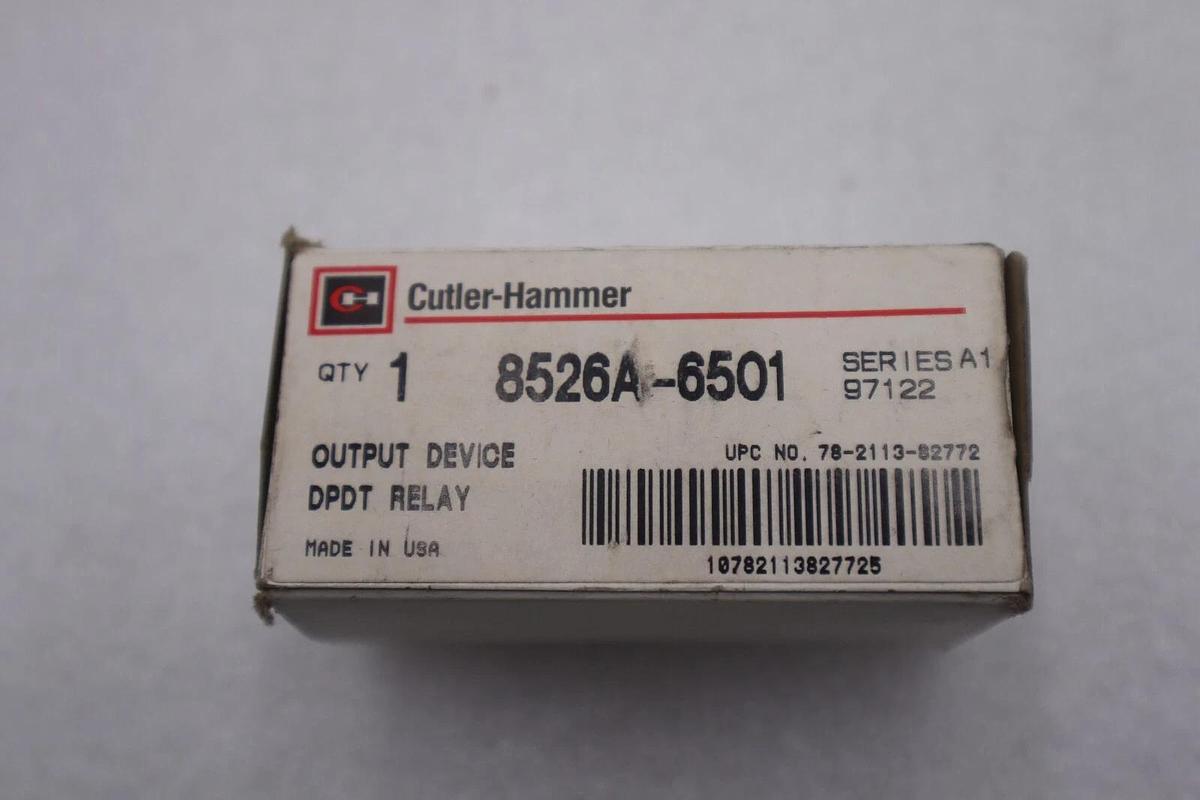 CH Cutler-Hammer
QTY 1 8526A-6501 SERIES A1
97122
OUTPUT DEVICE
UPC NO. 78-2113-82772
DPDT RELAY
MADE IN USA
10782113827725